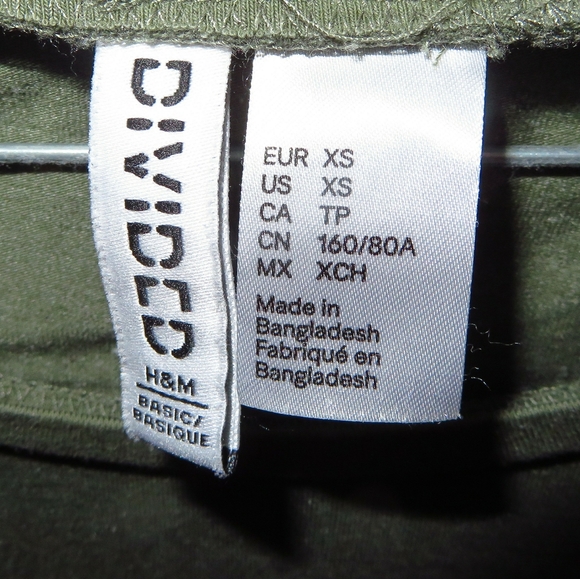 DIVIDED
H&M
BASIC/
BASIQUE
EUR XS
US XS
CA TP
CN 160/80A
MX XCH
Made in
Bangladesh
Fabriqué en
Bangladesh